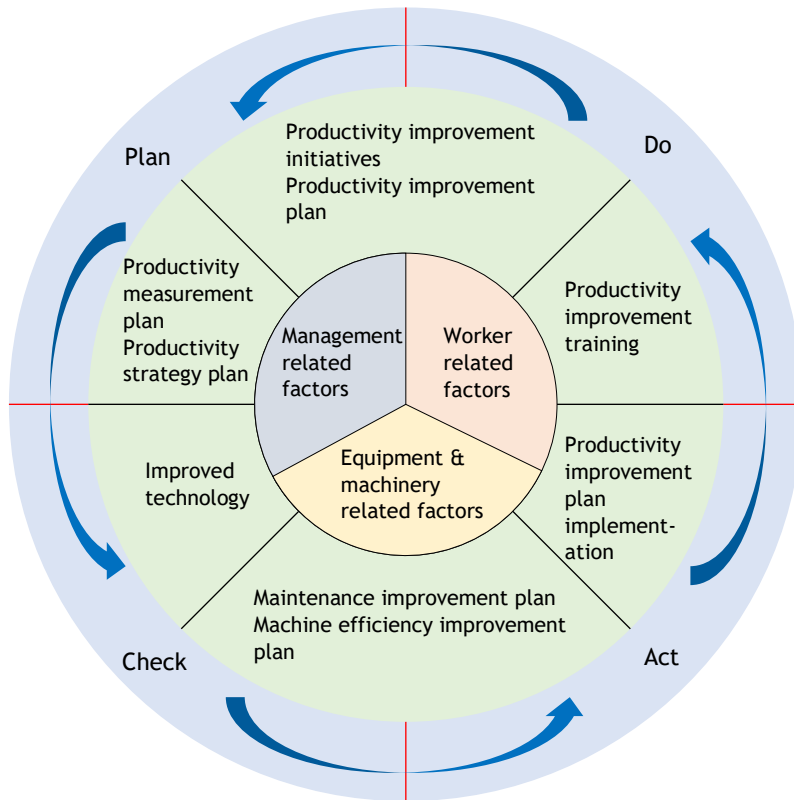 Productivity improvement
initiatives
Productivity improvement
plan
Plan
Do
Productivity
measurement
plan
Productivity
strategy plan
Productivity
improvement
training
Management
related
factors
Worker
related
factors
Equipment &
machinery
related factors
Improved
technology
Productivity
improvement
plan
implement-
ation
Maintenance improvement plan
Machine efficiency improvement
plan
Check
Act